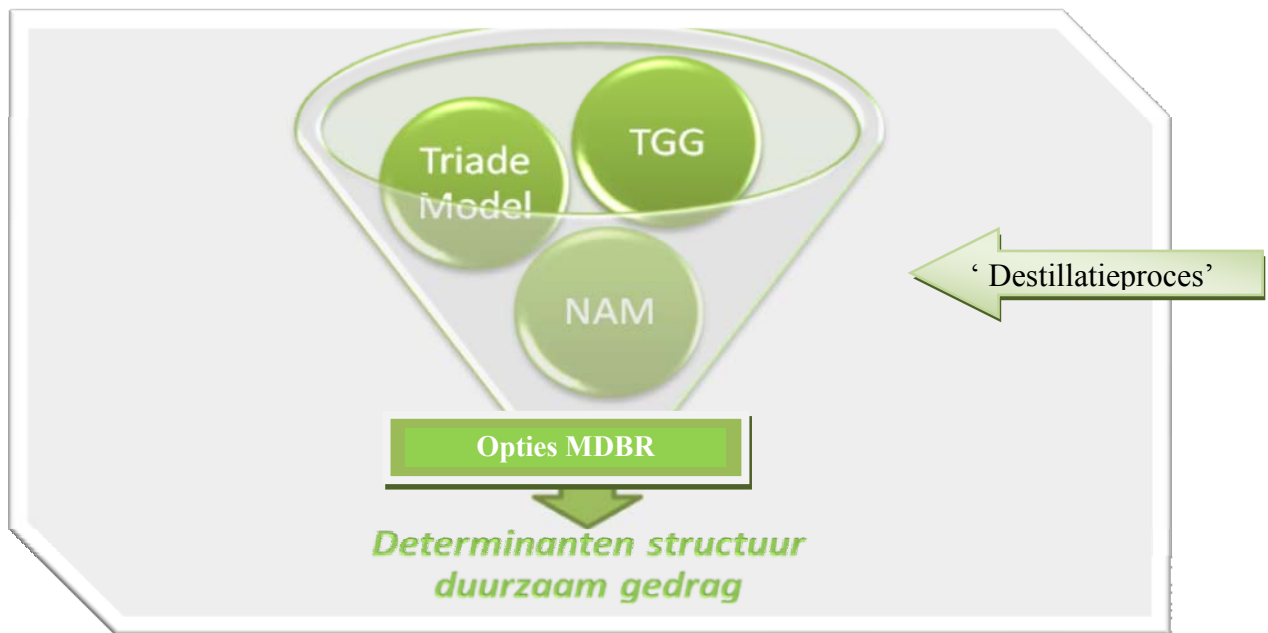 Triade
Model
TGG
NAM
‘ Destillatieproces’
Opties MDBR
Determinanten structuur
duurzaam gedrag